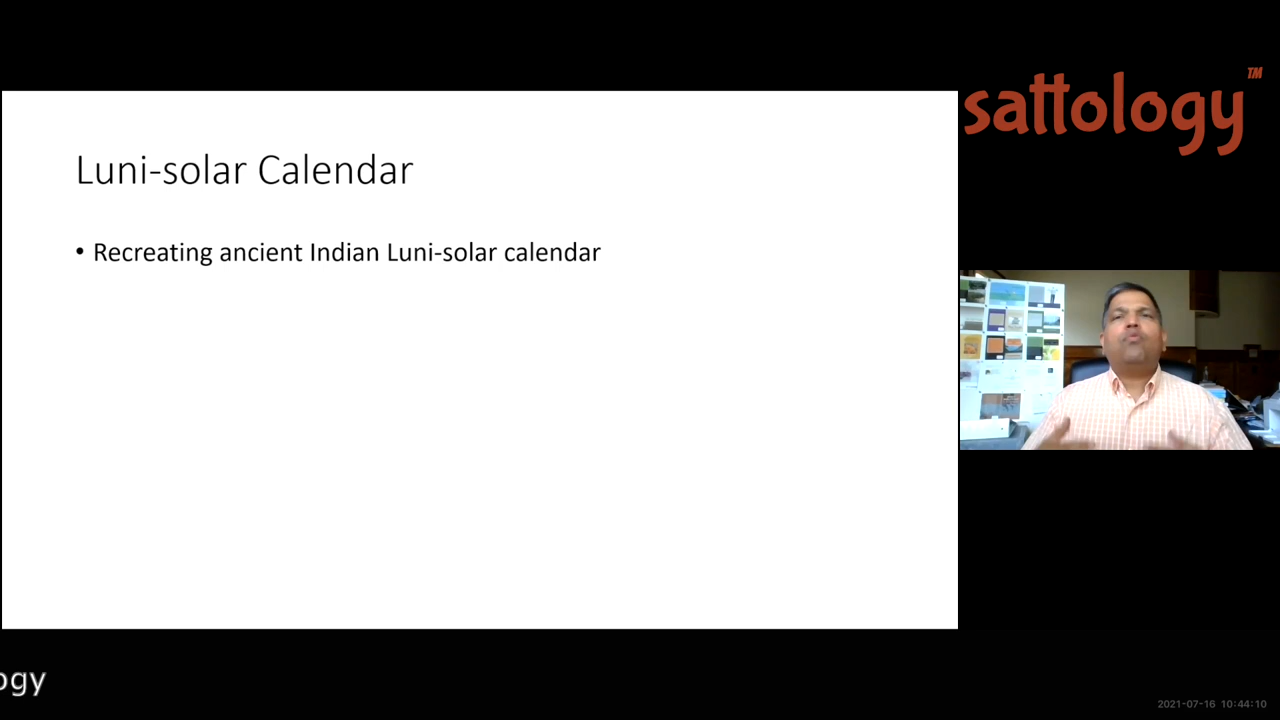 sattology™
Luni-solar Calendar
• Recreating ancient Indian Luni-solar calendar
ogy
2021-07-16 10:44:10